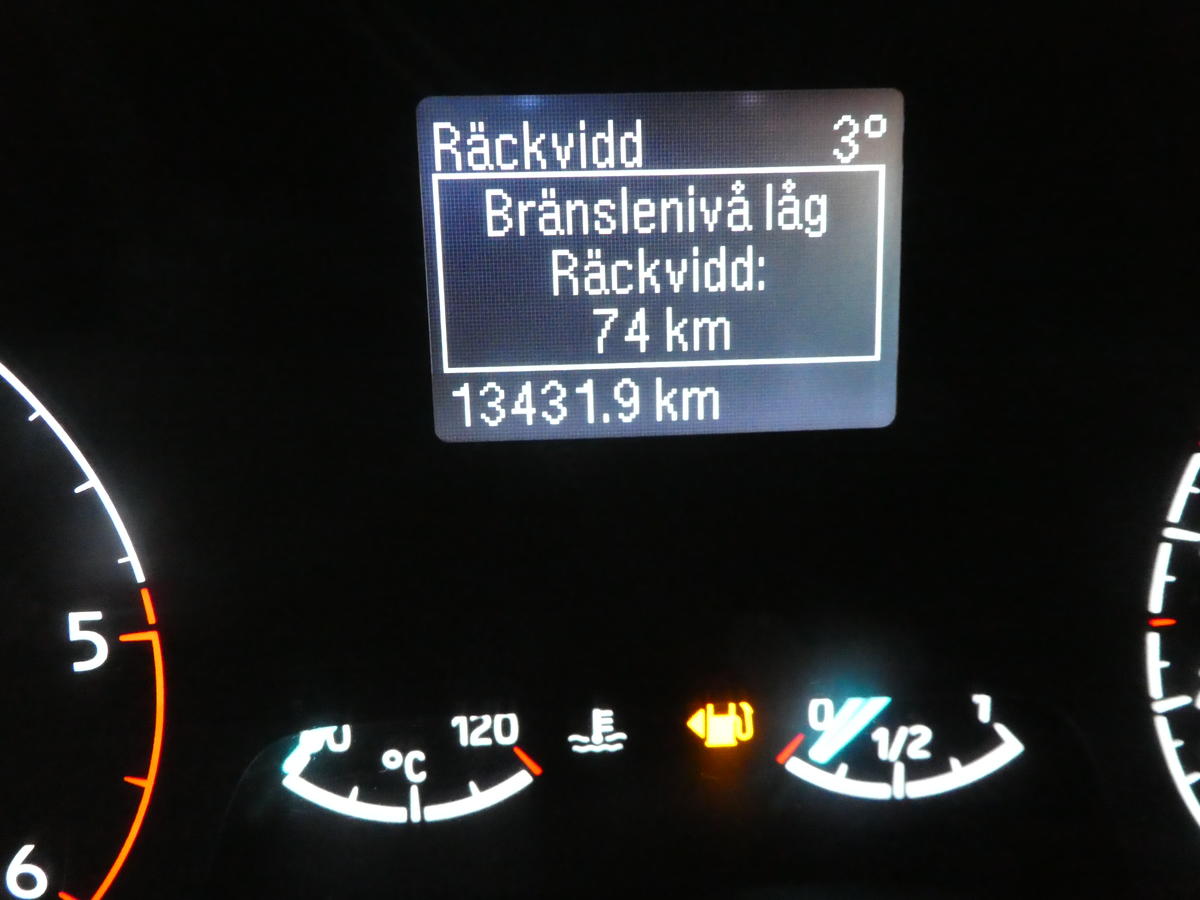 Räckvidd 3°
Bränslenivå låg
Räckvidd:
74 km
13431.9 km
5
6
120
°C
0
1/2
1